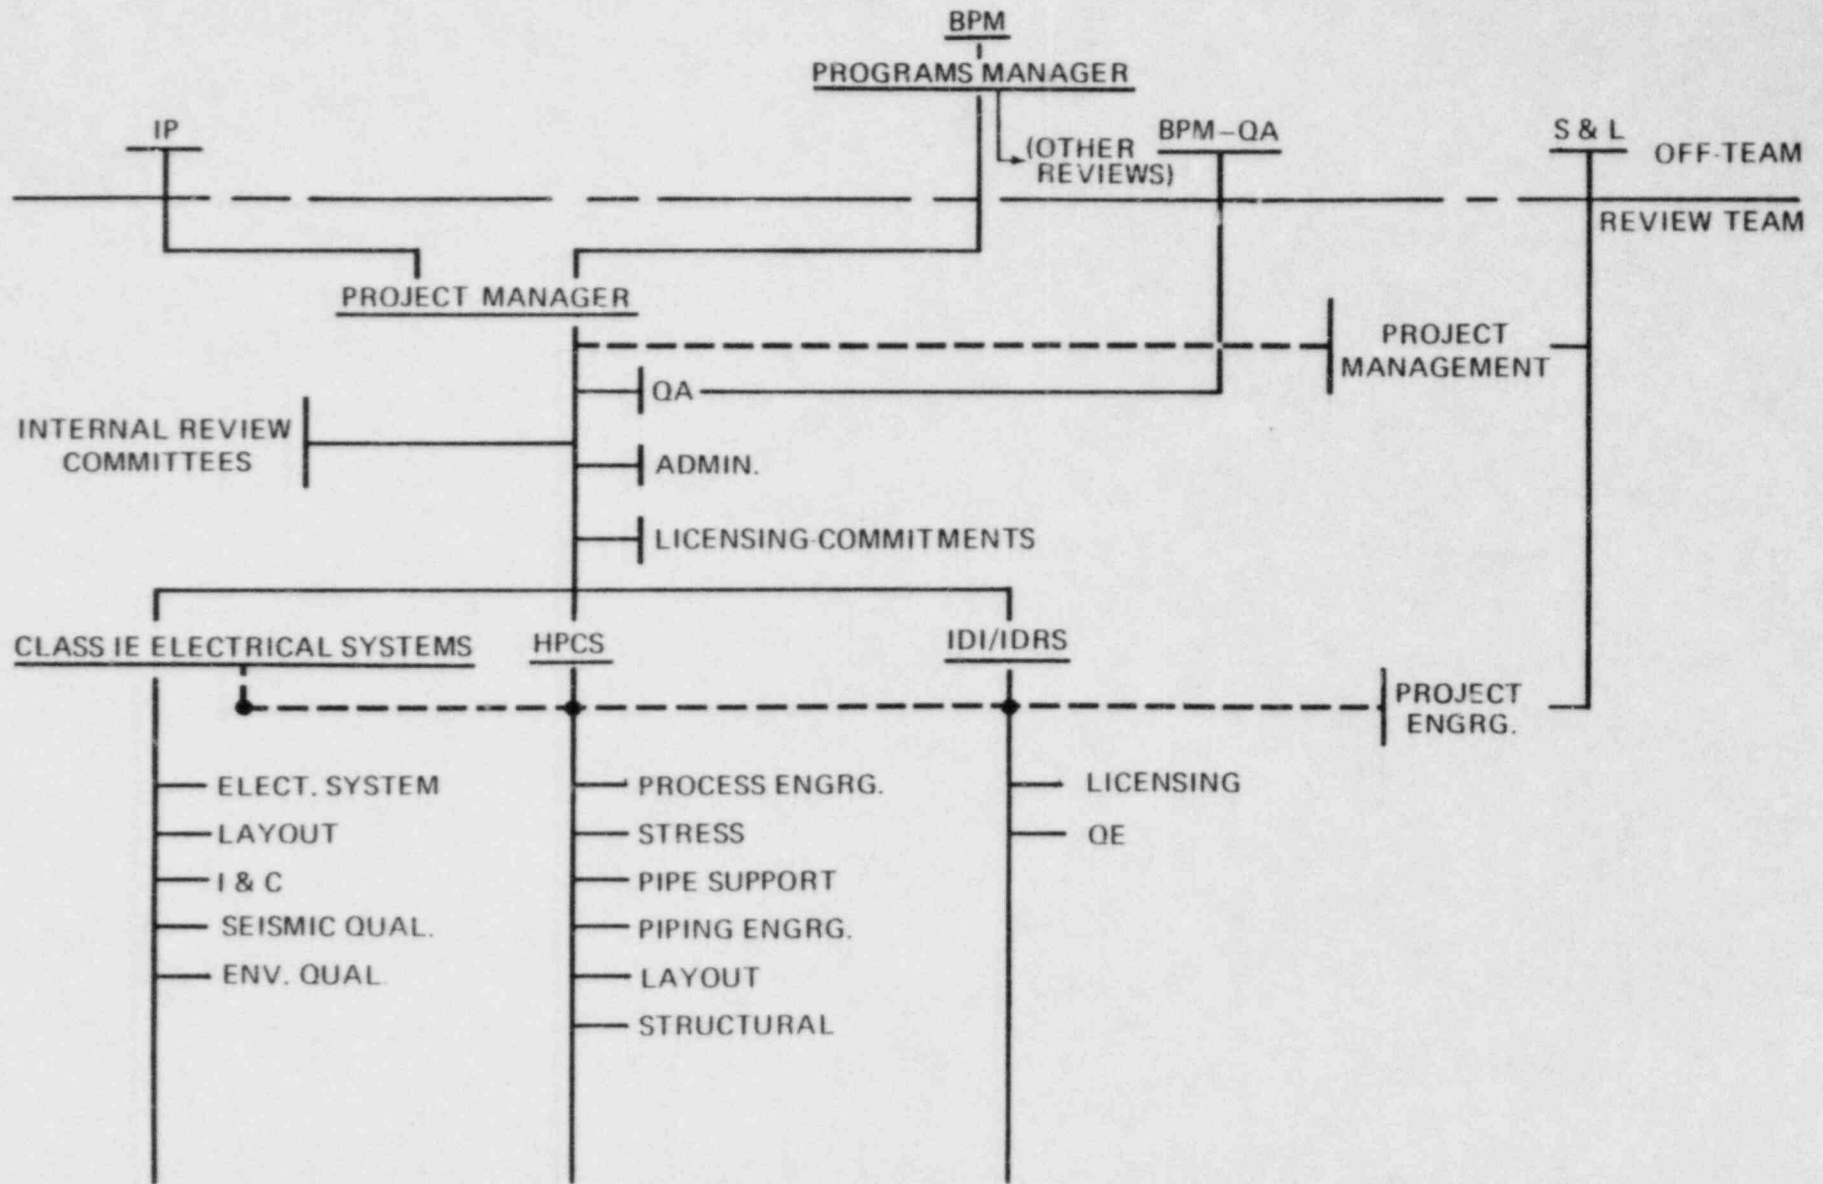 BPM
PROGRAMS MANAGER
IP
(OTHER
REVIEWS)
BPM-QA
S & L
OFF-TEAM
REVIEW TEAM
PROJECT MANAGER
PROJECT
MANAGEMENT
QA
INTERNAL REVIEW
COMMITTEES
ADMIN.
LICENSING COMMITMENTS
CLASS IE ELECTRICAL SYSTEMS
HPCS
IDI/IDRS
PROJECT
ENGRG.
ELECT. SYSTEM
LAYOUT
I & C
SEISMIC QUAL.
ENV. QUAL.
PROCESS ENGRG.
STRESS
PIPE SUPPORT
PIPING ENGRG.
LAYOUT
STRUCTURAL
LICENSING
QE